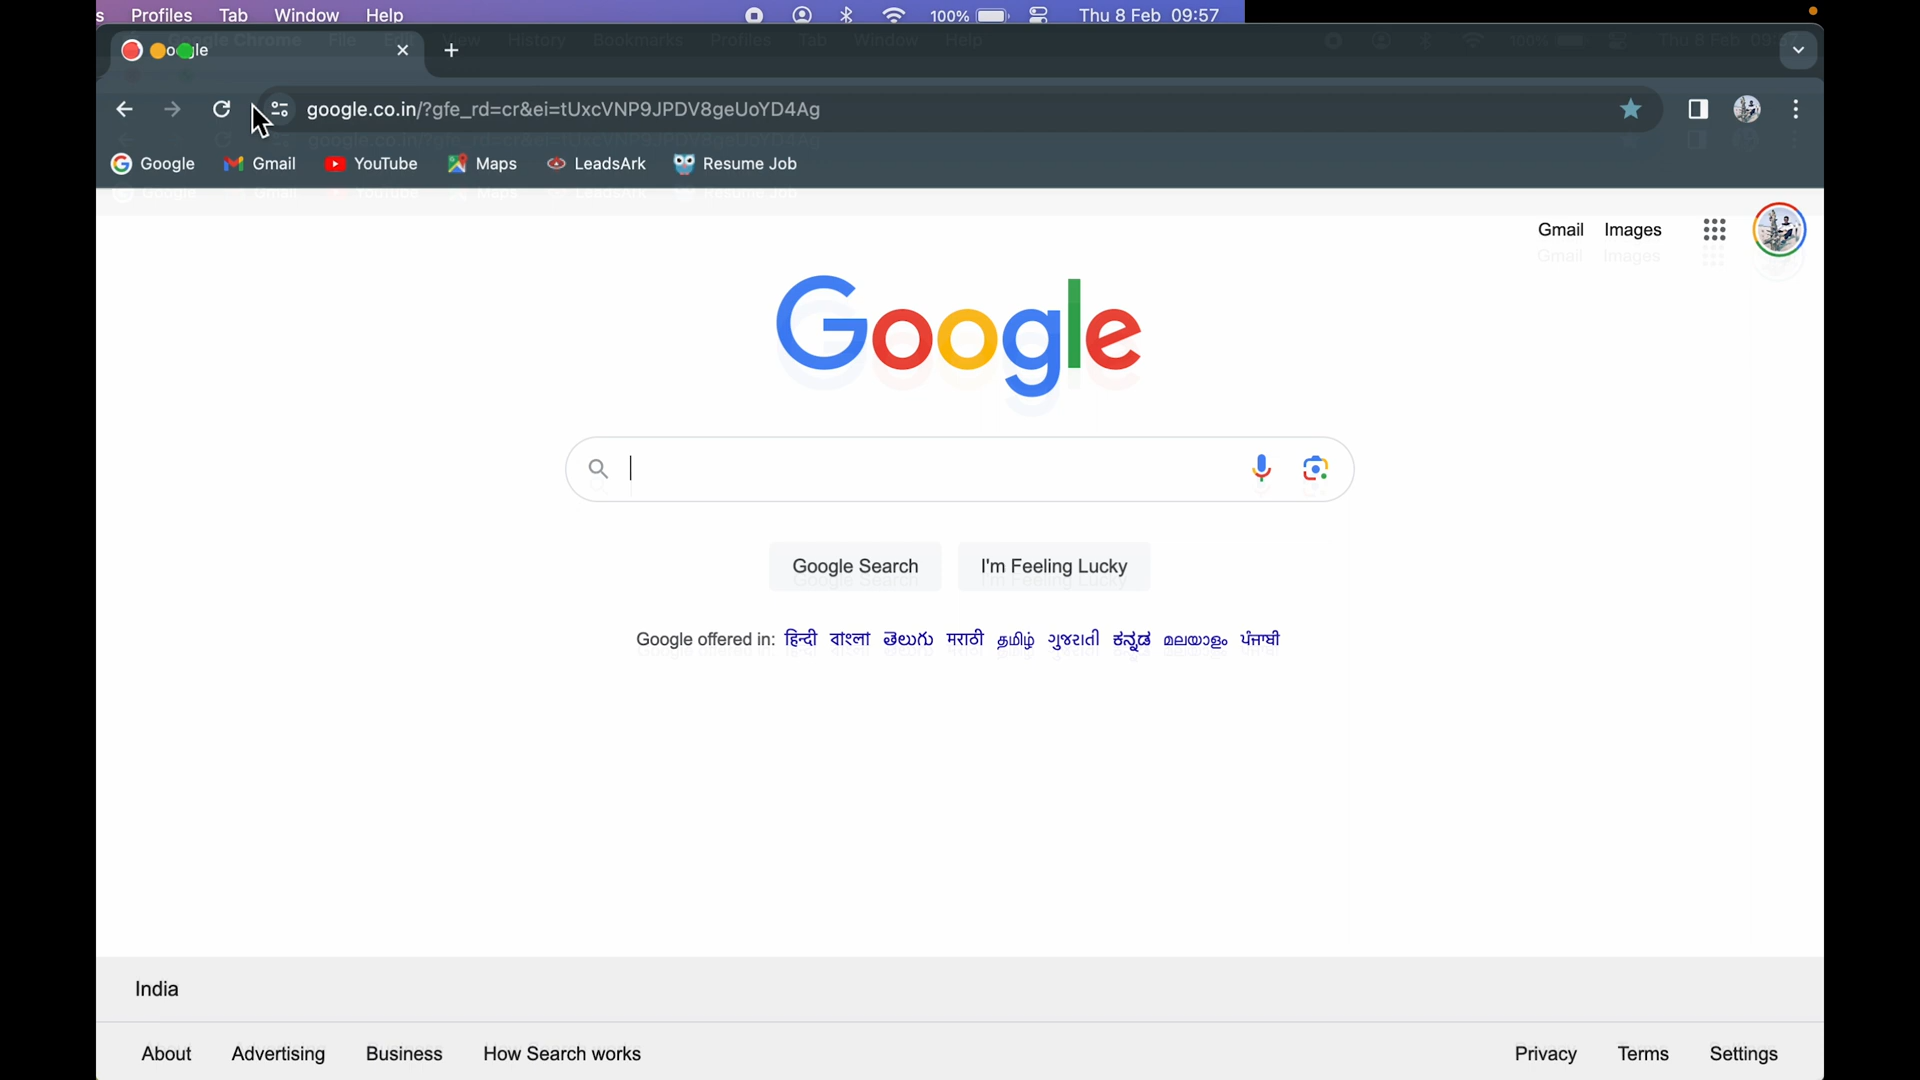 Profiles Tab Window Help 100% Thu 8 Feb 09:57
google.co.in/?gfe_rd=cr&ei=tUxcVNP9JPDV8geUoYD4Ag
Google Gmail YouTube Maps LeadsArk Resume Job
Gmail Images
Google
Google Search I'm Feeling Lucky
Google offered in: हिन्दी বাংলা తెలుగు मराठी தமிழ் ગુજરાતી ಕನ್ನಡ മലയാളം ਪੰਜਾਬੀ
India
About Advertising Business How Search works Privacy Terms Settings